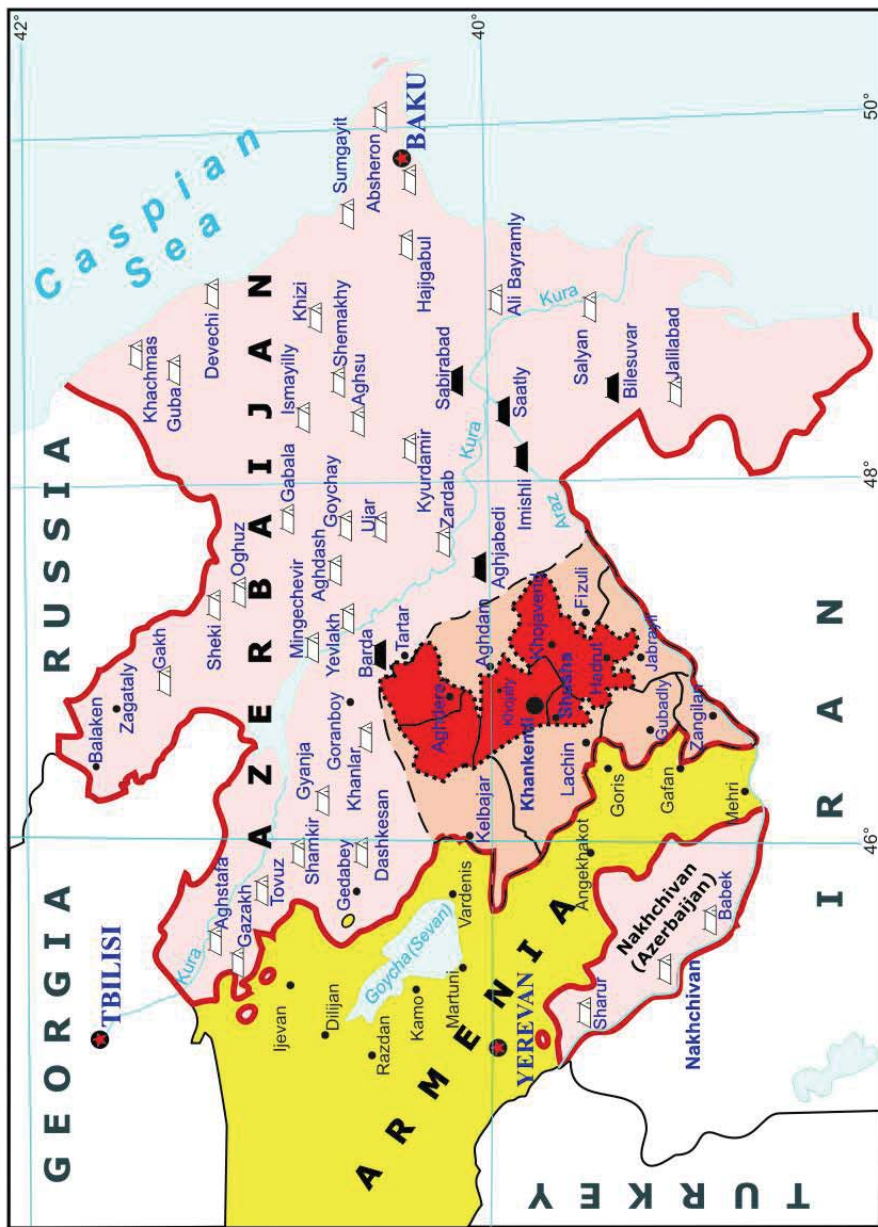 42°
40°
50°
48°
46°
RUSSIA
GEORGIA
TBILISI
Caspian
Sea
AZERBAIJAN
ARMENIA
YEREVAN
BAKU
TURKEY
IRAN
Balaken
Zagataly
Gakh
Sheki
Oghuz
Khachmas
Guba
Devechi
Khizi
Ismayilly
Shemakhy
Aghsu
Gabala
Goychay
Ujar
Kyurdamir
Zardab
Mingechevir
Aghdash
Yevlakh
Barda
Tartar
Sumgayit
Absheron
Hajigabul
Ali Bayramly
Sabirabad
Saatly
Imishli
Salyan
Bilesuvar
Jalilabad
Kura
Kura
Kura
Araz
Aghstafa
Gazakh
Tovuz
Shamkir
Gyanja
Gedabey
Dashkesan
Khanlar
Goranboy
Aghjabedi
Aghdam
Aghdere
Khojaly
Khojavend
Khankendi
Shusha
Hadrut
Fizuli
Jabrayil
Kelbajar
Lachin
Gubadly
Zangilan
Ijevan
Dilijan
Razdan
Kamo
Martuni
Vardenis
Goycha (Sevan)
Angekhakot
Goris
Gafan
Mehri
Nakhchivan
(Azerbaijan)
Sharur
Babek
Nakhchivan